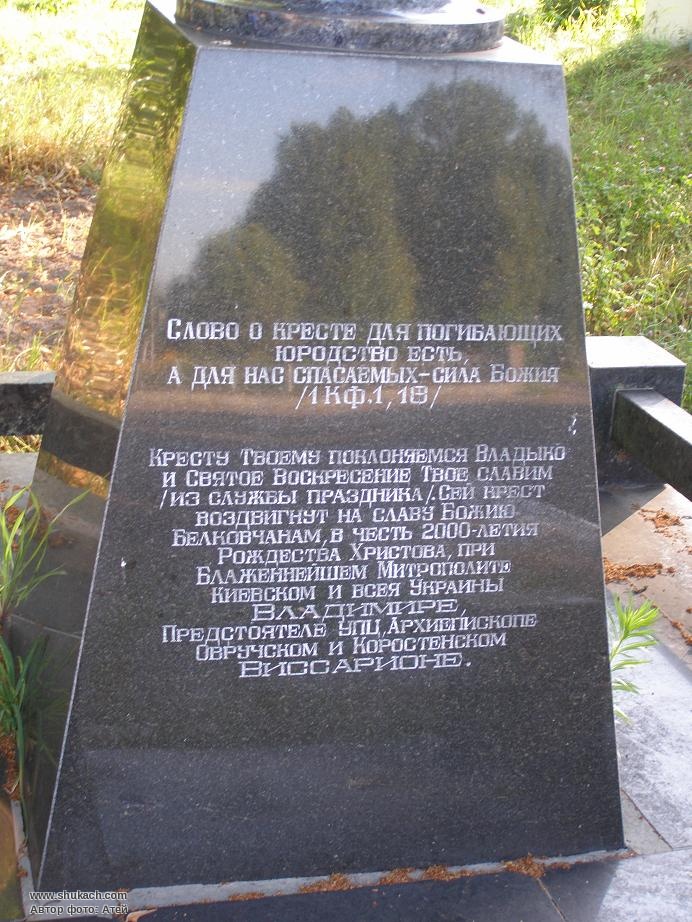 Слово о кресте для погибающих
юродство есть,
а для нас спасаемых-сила Божия
/1 Кф.1,18/
Кресту Твоему поклоняемся Владыко
и Святое Воскресение Твое славим
/из службы праздника/. Сей крест
воздвигнут на славу Божию
Белковчанам, в честь 2000-летия
Рождества Христова, при
Блаженнейшем Митрополите
Киевском и всея Украины
Владимире,
Предстоятеле УПЦ, Архиепископе
Овручском и Коростенском
Виссарионе.
www.shukach.com
Автор фото: Атей